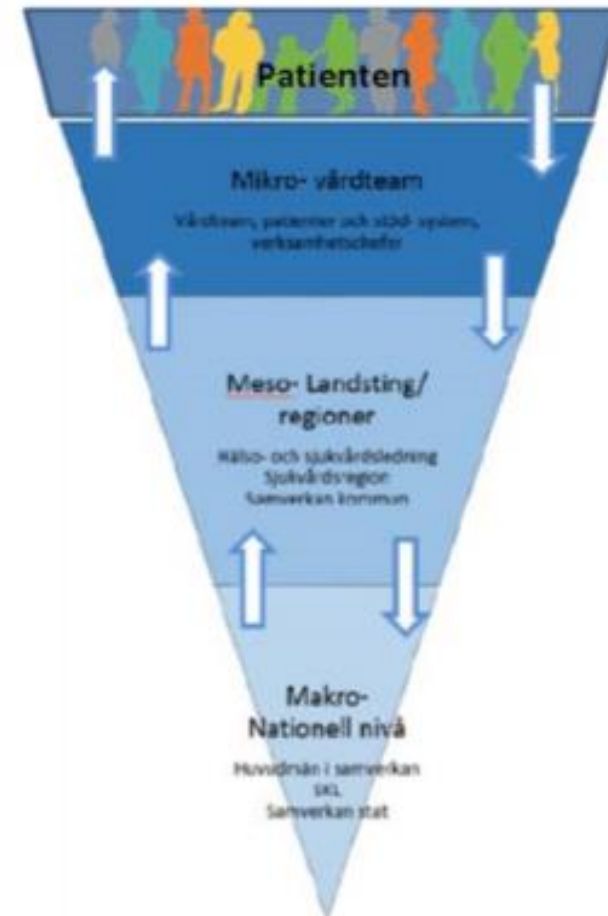 Patienten
Mikro- vårdteam
Vårdteam, patienter och stöd- system,
verksamhetschefer
Meso- Landsting/
regioner
Hälso- och sjukvårdsledning
Sjukvårdsregion
Samverkan kommun
Makro-
Nationell nivå
Huvudmän i samverkan
SKL
Samverkan stat